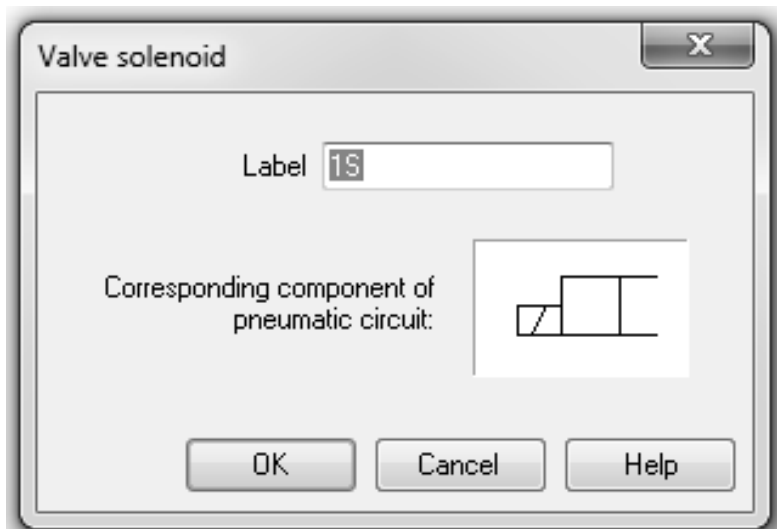 Valve solenoid
X
Label 1S
Corresponding component of
pneumatic circuit:
OK Cancel Help